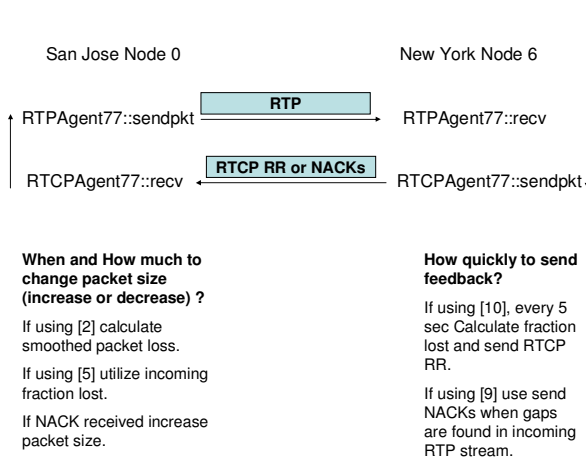 San Jose Node 0
New York Node 6
RTP
RTPAgent77::sendpkt
RTPAgent77::recv
RTCP RR or NACKs
RTCPAgent77::recv
RTCPAgent77::sendpkt
When and How much to
change packet size
(increase or decrease) ?
If using [2] calculate
smoothed packet loss.
If using [5] utilize incoming
fraction lost.
If NACK received increase
packet size.
How quickly to send
feedback?
If using [10], every 5
sec Calculate fraction
lost and send RTCP
RR.
If using [9] use send
NACKs when gaps
are found in incoming
RTP stream.